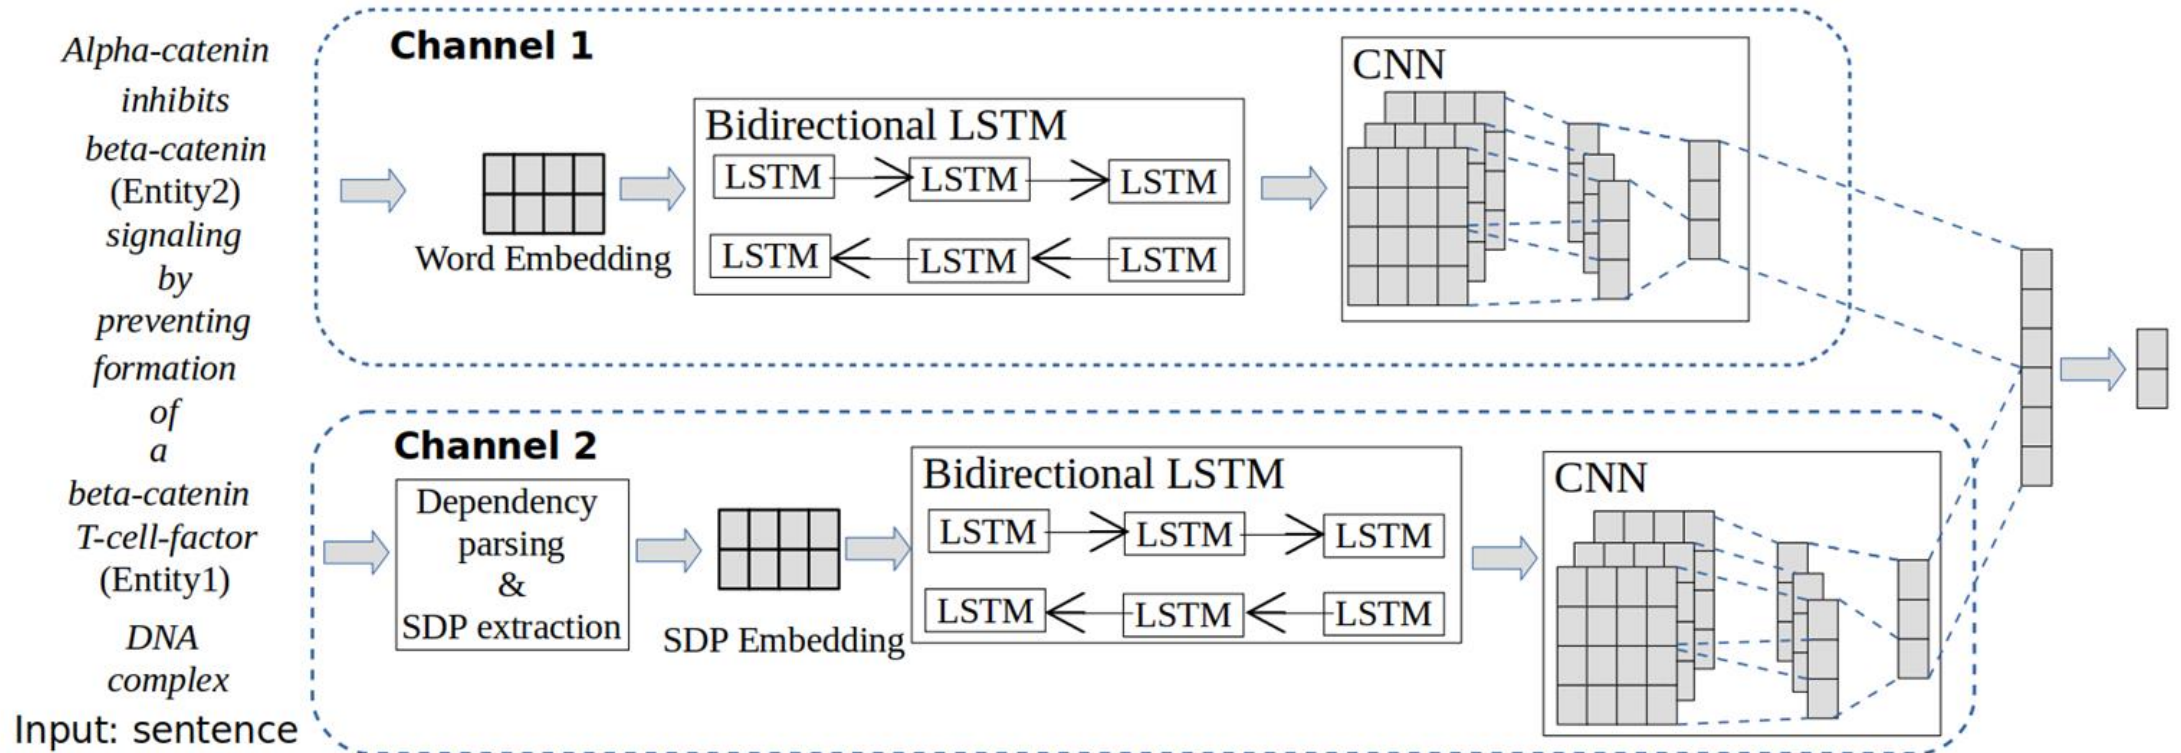 Alpha-catenin
inhibits
beta-catenin
(Entity2)
signaling
by
preventing
formation
of
a
beta-catenin
T-cell-factor
(Entity1)
DNA
complex
Input: sentence
Channel 1
Word Embedding
Bidirectional LSTM
LSTM LSTM LSTM
LSTM LSTM LSTM
CNN
Channel 2
Dependency
parsing
&
SDP extraction
SDP Embedding
Bidirectional LSTM
LSTM LSTM LSTM
LSTM LSTM LSTM
CNN